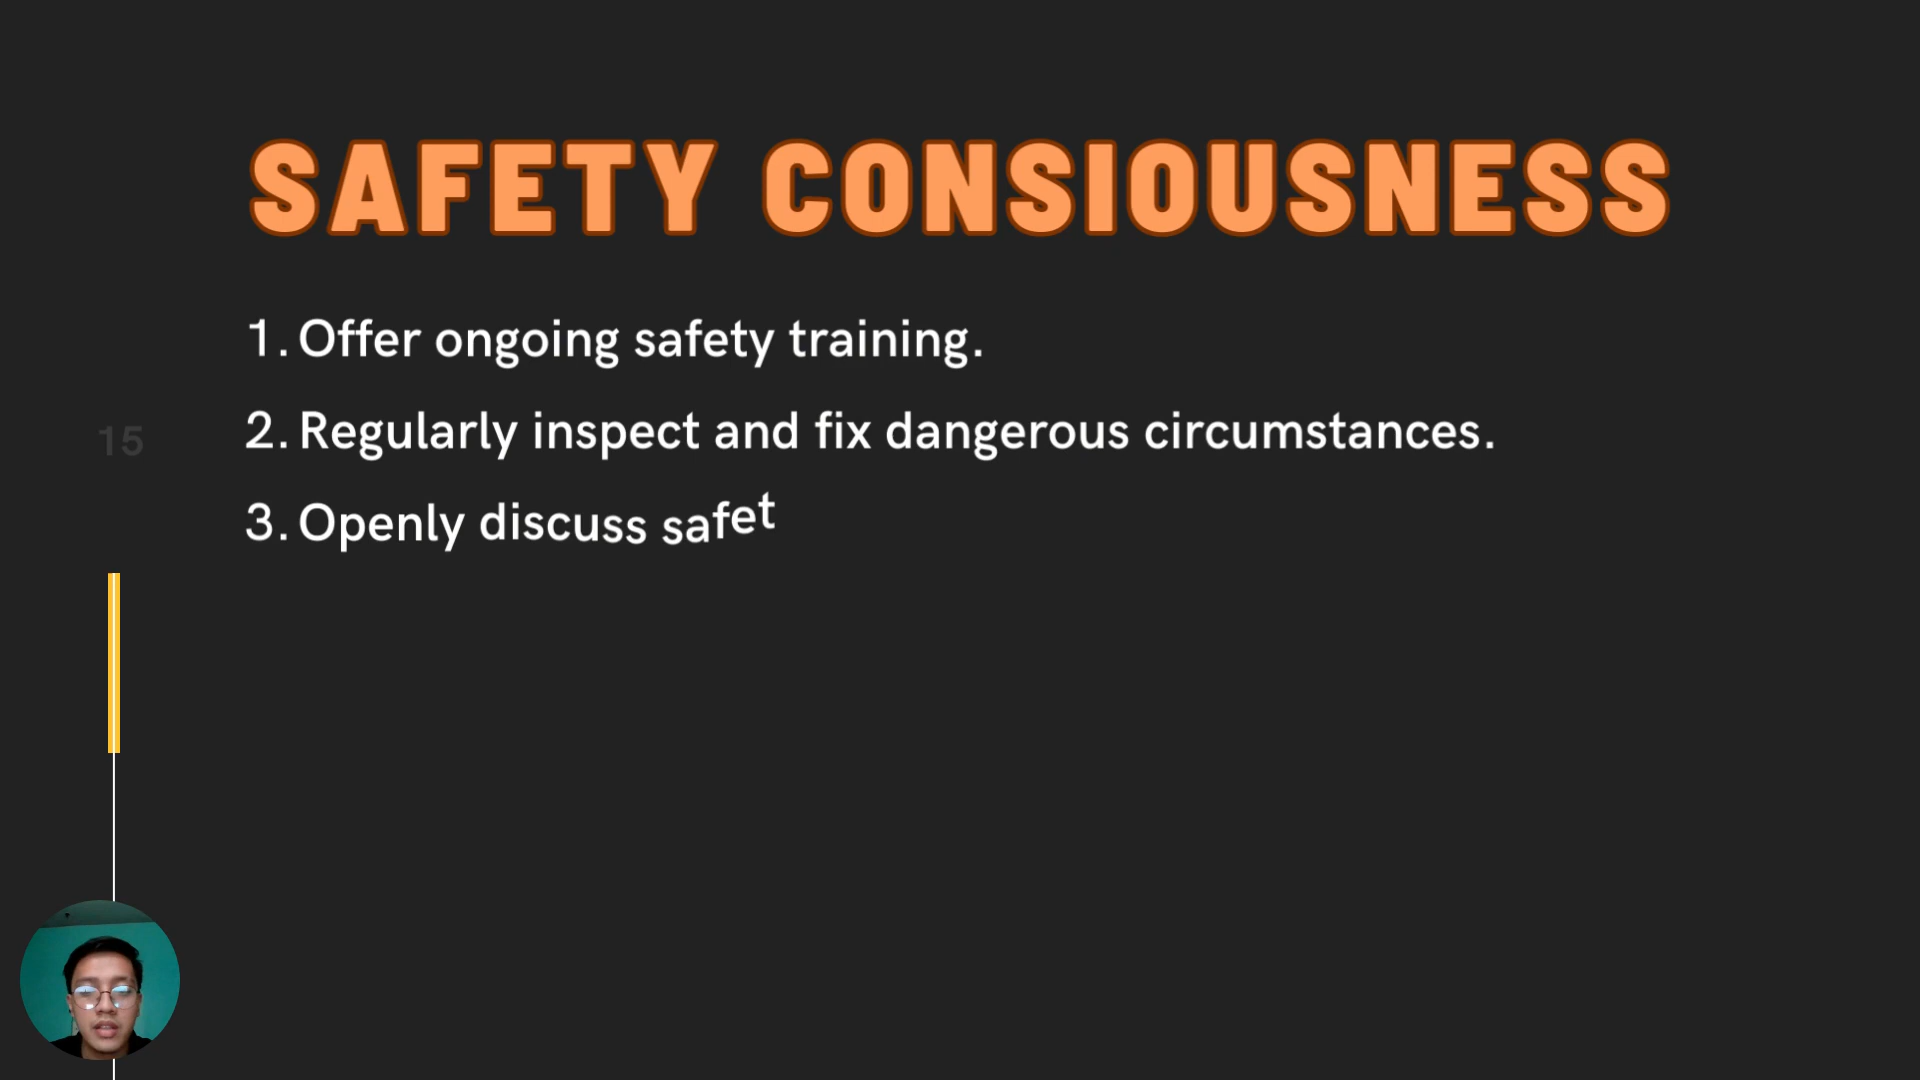 SAFETY CONSIOUSNESS
1. Offer ongoing safety training.
2. Regularly inspect and fix dangerous circumstances.
15
3. Openly discuss safet